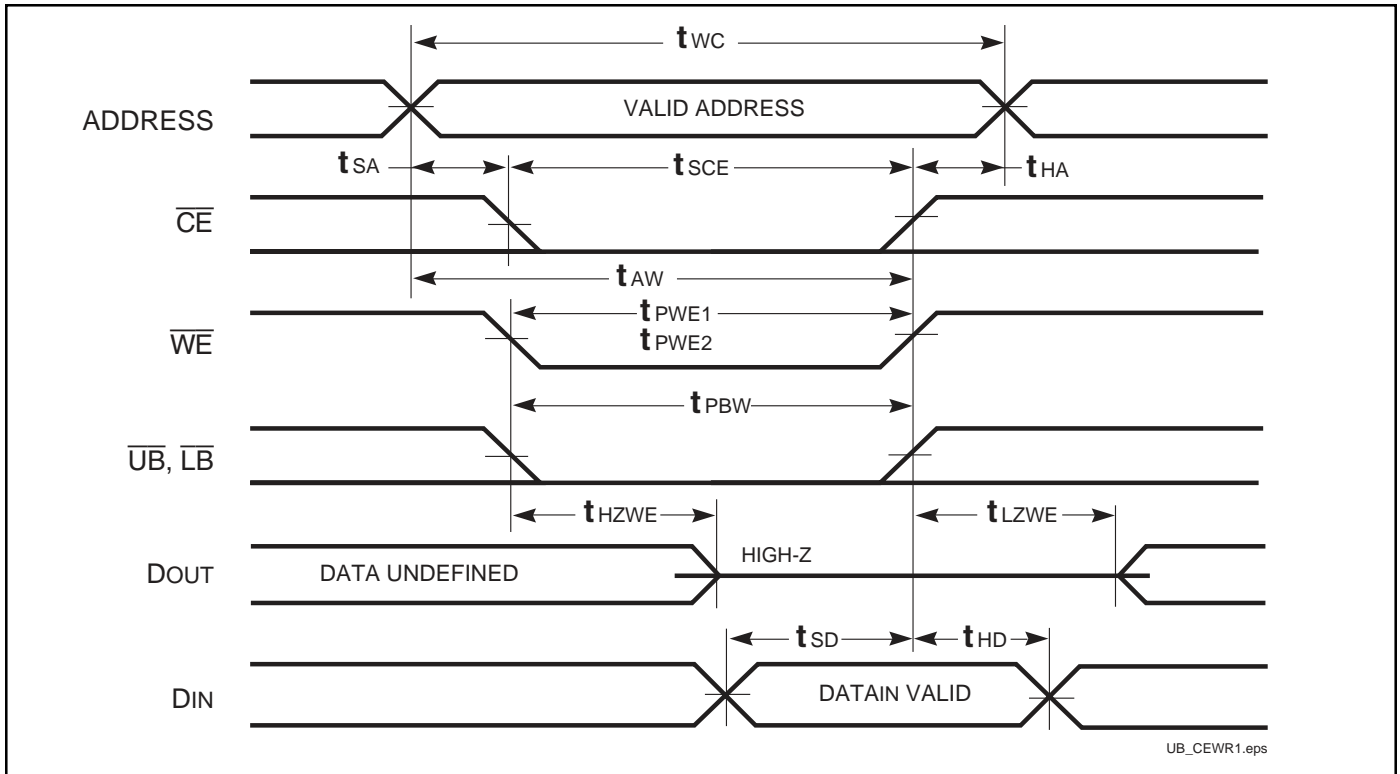 tWC
ADDRESS
VALID ADDRESS
tSA
tSCE
tHA
CE
tAW
tPWE1
WE
tPWE2
tPBW
UB, LB
tHZWE
tLZWE
DOUT
DATA UNDEFINED
HIGH-Z
tSD
tHD
DIN
DATAIN VALID
UB_CEWR1.eps